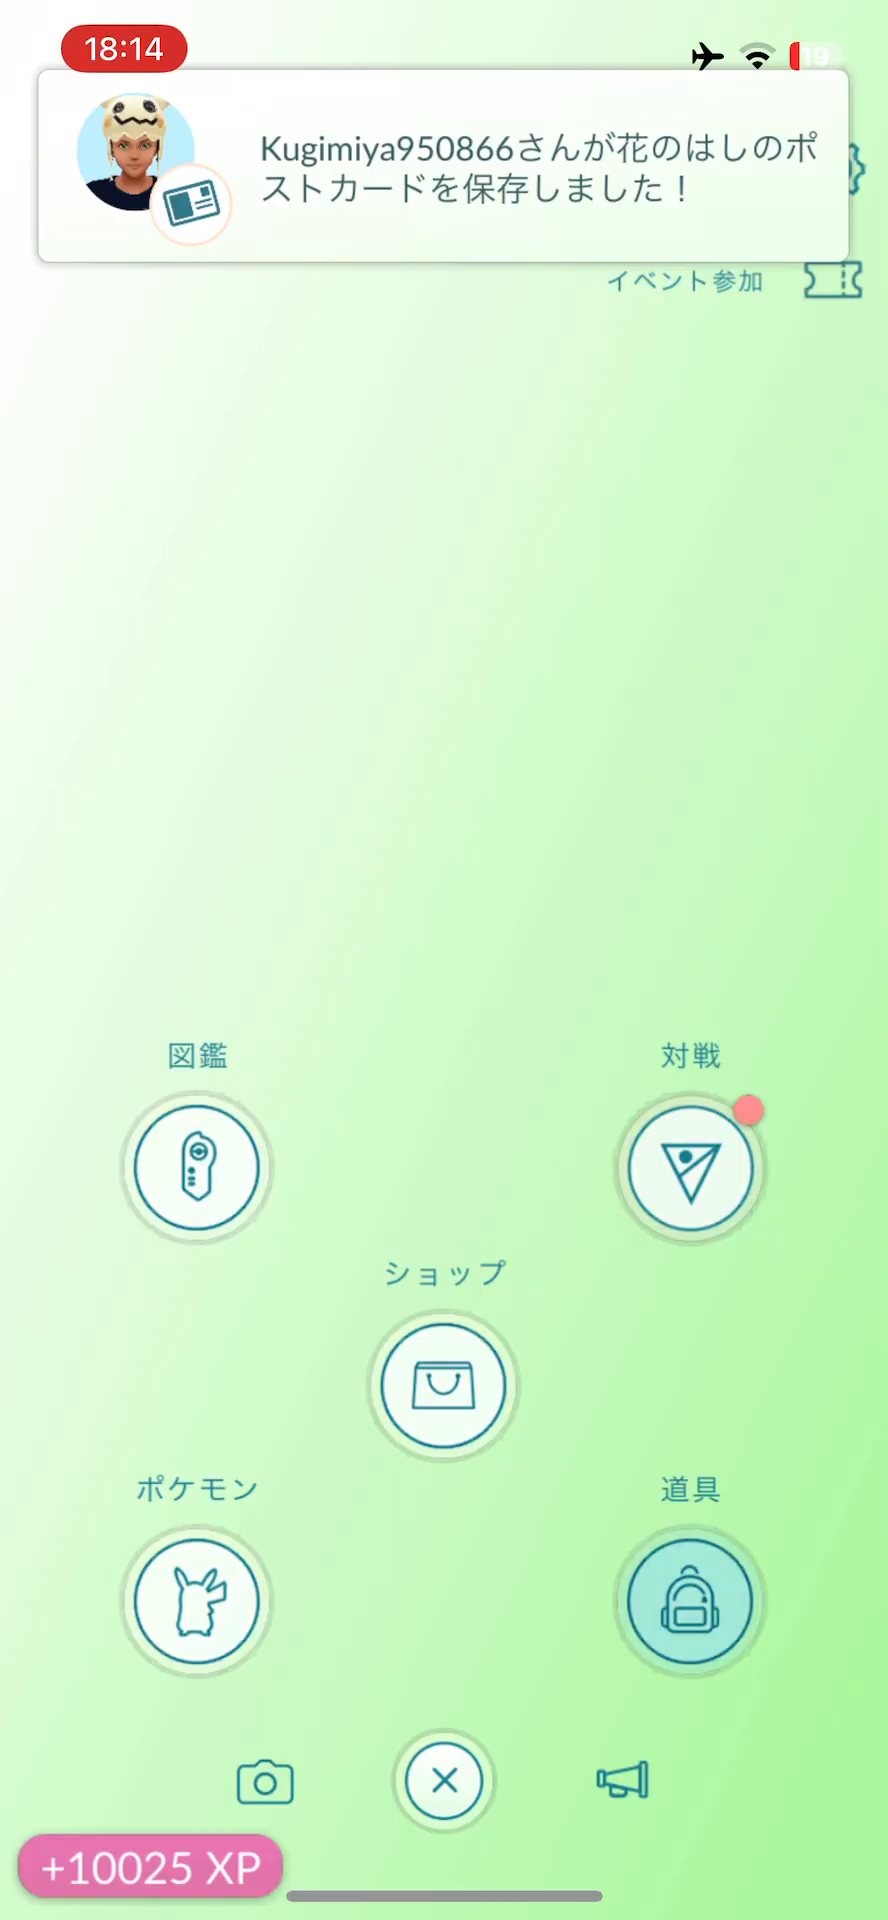 18:14
19
Kugimiya950866さんが花のはしのポ
ストカードを保存しました！
イベント参加
図鑑
対戦
ショップ
ポケモン
道具
+10025 XP